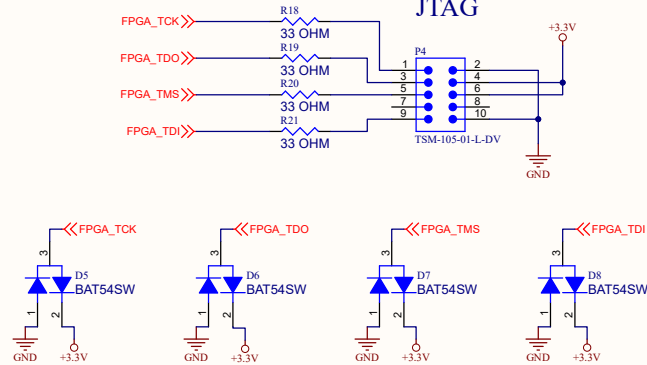 JTAG
FPGA_TCK
R18
33 OHM
+3.3V
FPGA_TDO
R19
33 OHM
P4
1
2
3
4
FPGA_TMS
R20
33 OHM
5
6
7
8
FPGA_TDI
R21
33 OHM
9
10
TSM-105-01-L-DV
GND
FPGA_TCK
3
D5
BAT54SW
1
2
GND
+3.3V
FPGA_TDO
3
D6
BAT54SW
1
2
GND
+3.3V
FPGA_TMS
3
D7
BAT54SW
1
2
GND
+3.3V
FPGA_TDI
3
D8
BAT54SW
1
2
GND
+3.3V